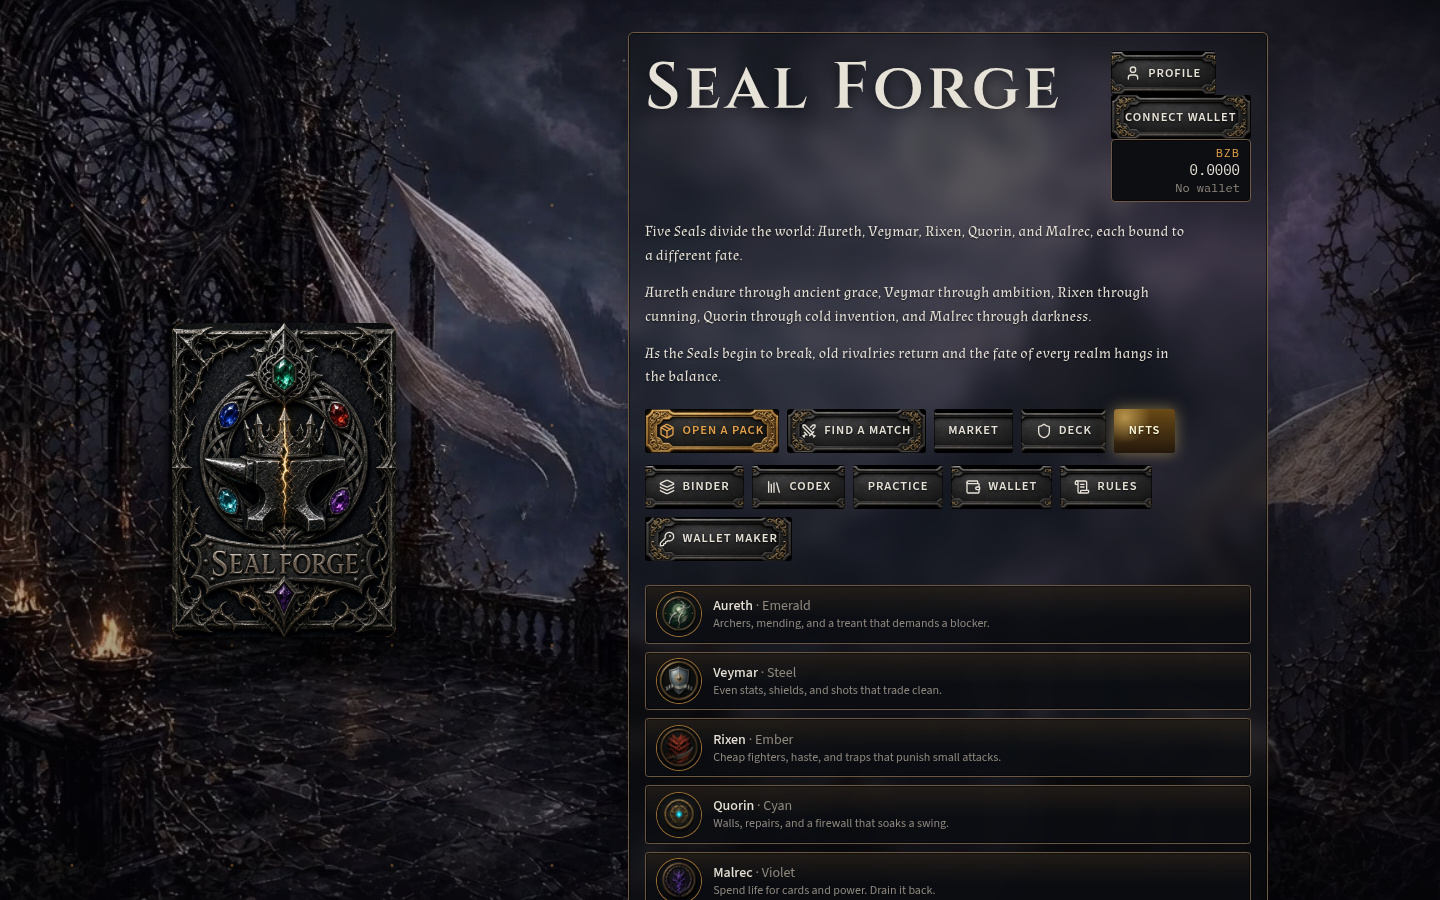 SEAL FORGE
PROFILE
CONNECT WALLET
BZB
0.0000
No wallet
Five Seals divide the world: Aureth, Veymar, Rixen, Quorin, and Malrec, each bound to
a different fate.
Aureth endure through ancient grace, Veymar through ambition, Rixen through
cunning, Quorin through cold invention, and Malrec through darkness.
As the Seals begin to break, old rivalries return and the fate of every realm hangs in
the balance.
OPEN A PACK
FIND A MATCH
MARKET
DECK
NFTS
BINDER
CODEX
PRACTICE
WALLET
RULES
WALLET MAKER
SEAL FORGE
Aureth · Emerald
Archers, mending, and a treant that demands a blocker.
Veymar · Steel
Even stats, shields, and shots that trade clean.
Rixen · Ember
Cheap fighters, haste, and traps that punish small attacks.
Quorin · Cyan
Walls, repairs, and a firewall that soaks a swing.
Malrec · Violet
Spend life for cards and power. Drain it back.